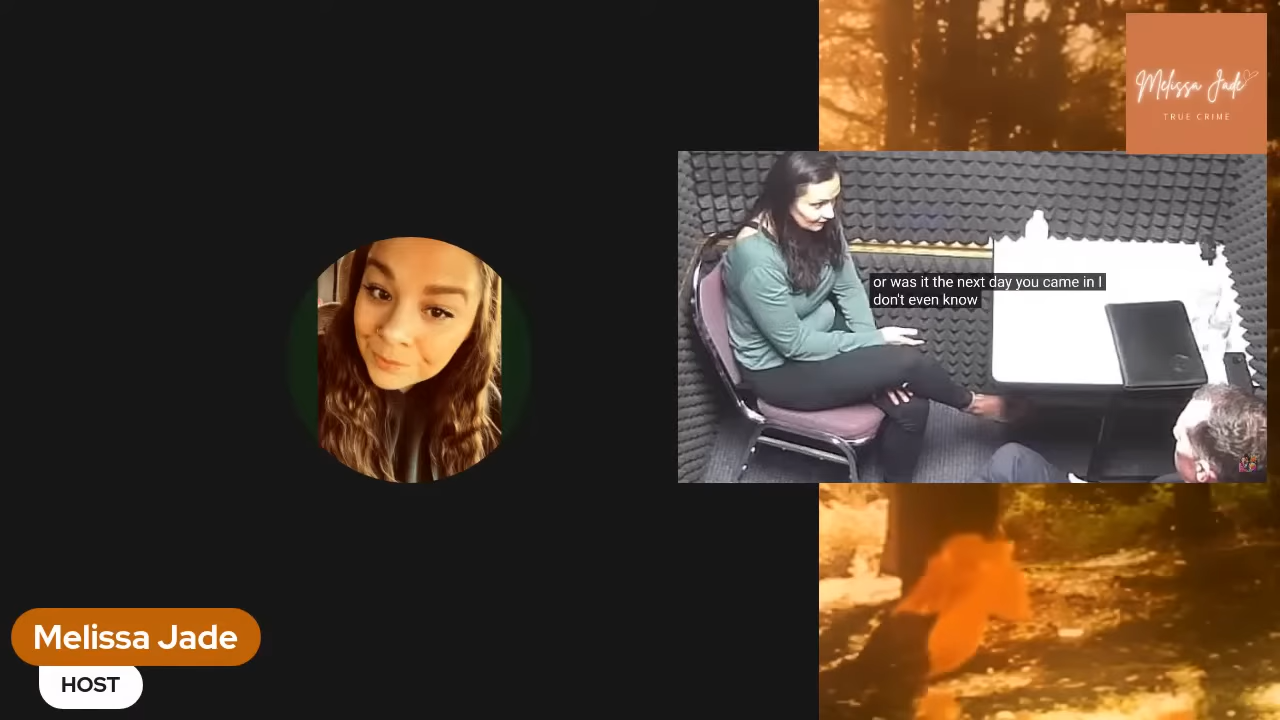 Melissa Jade
TRUE CRIME
or was it the next day you came in I
don't even know
Melissa Jade
HOST